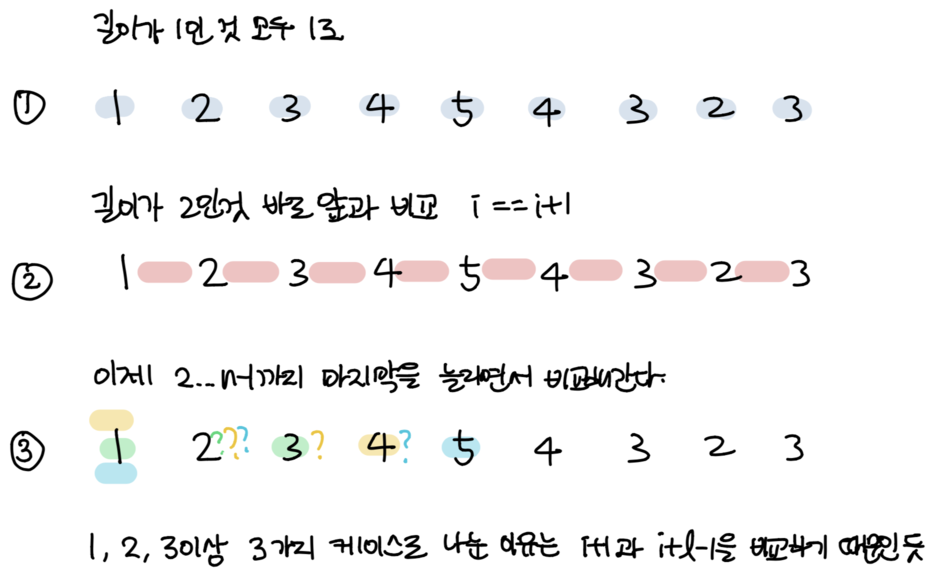 길이가 1인 것 모두 1로
① 1 2 3 4 5 4 3 2 3
길이가 2인것 바로 앞과 비교 i == i+1
② 1 2 3 4 5 4 3 2 3
이제 2...n-1까지 마지막을 늘리면서 비교해간다.
③ 1 2??? 3? 4? 5 4 3 2 3
1, 2, 3이상 3가지 케이스로 나눈 이유는 i+1과 i+l-1을 비교하기 때문인 듯